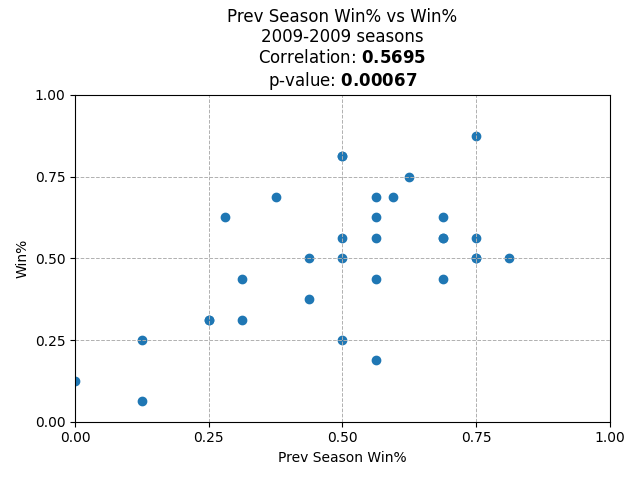 Prev Season Win% vs Win%
2009-2009 seasons
Correlation: 0.5695
p-value: 0.00067
1.00
0.75
0.50
0.25
0.00
Win%
0.00 0.25 0.50 0.75 1.00
Prev Season Win%